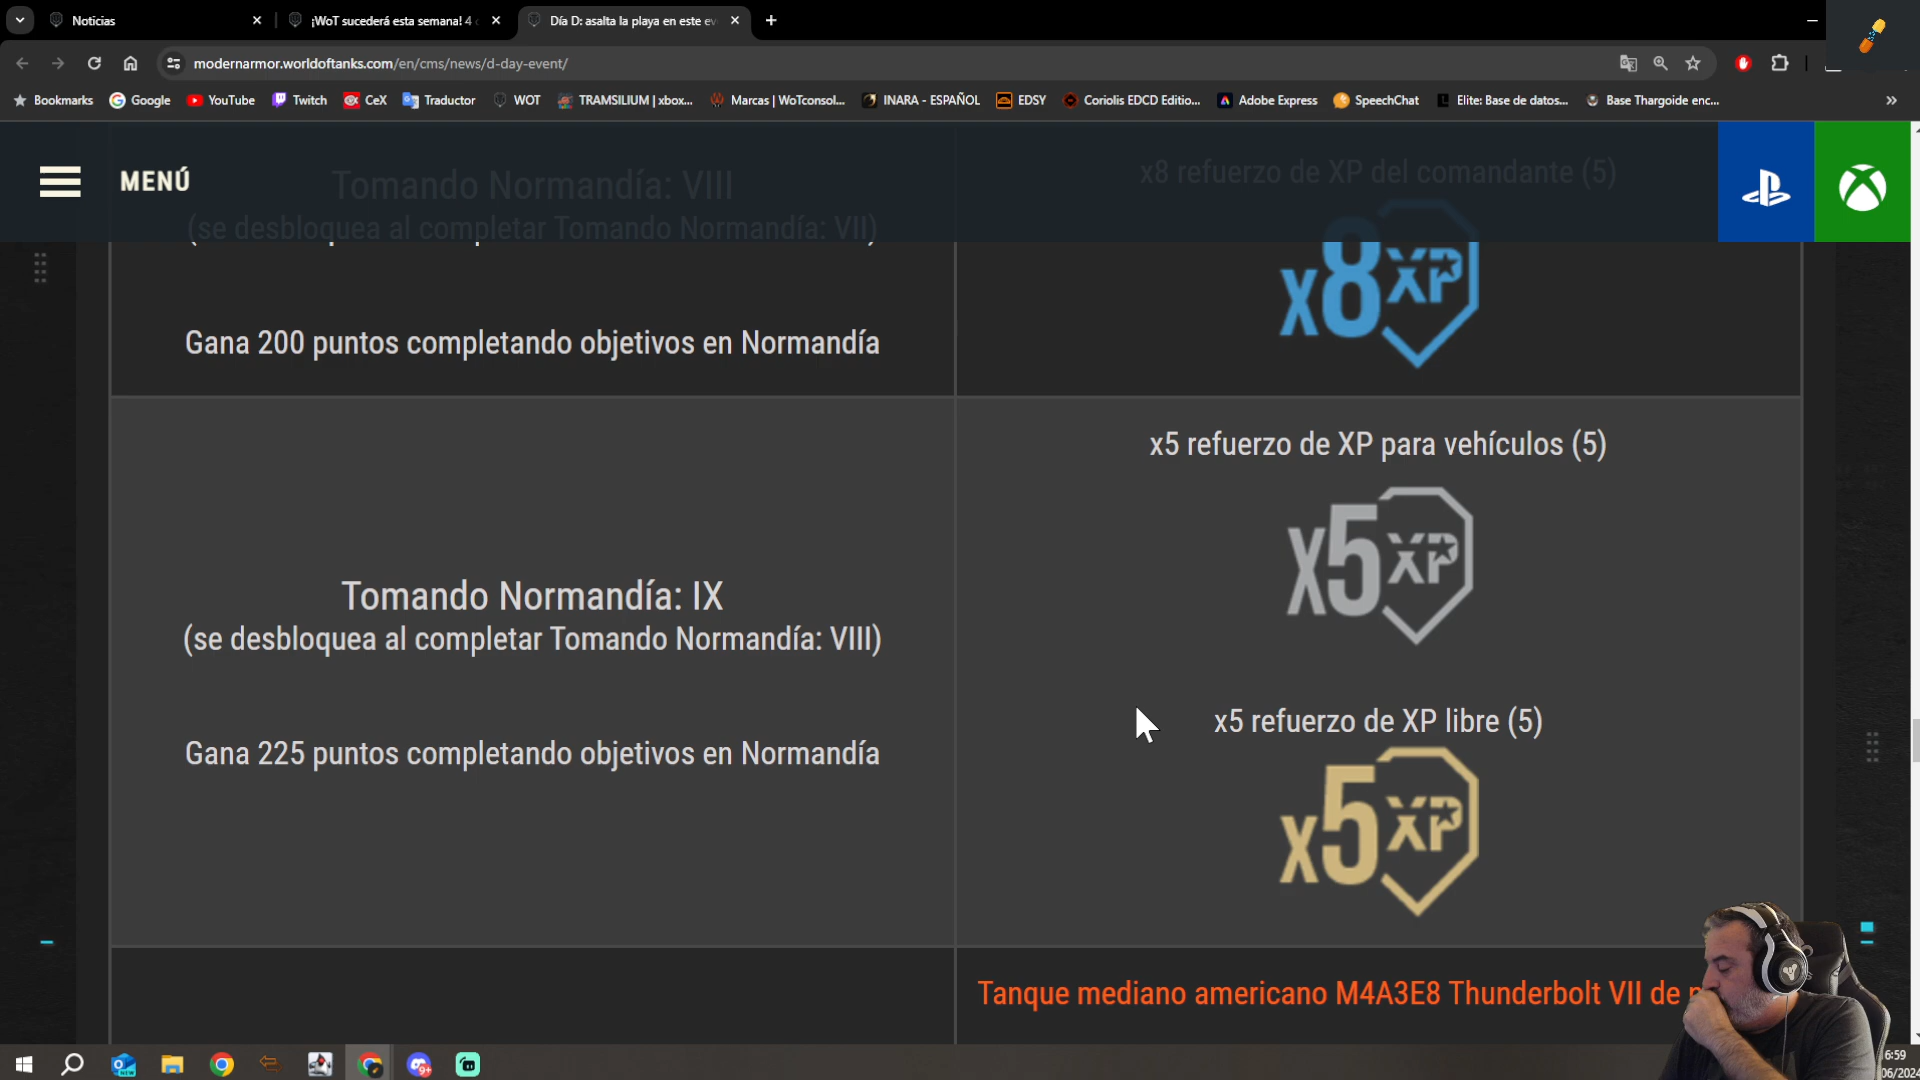 Noticias
¡WoT sucederá esta semana! 4
Día D: asalta la playa en este ev
modernarmor.worldoftanks.com/en/cms/news/d-day-event/
Bookmarks
Google
YouTube
Twitch
CeX
Traductor
WOT
TRAMSILIUM | xbox...
Marcas | WoTconsol...
INARA - ESPAÑOL
EDSY
Coriolis EDCD Editio...
Adobe Express
SpeechChat
Elite: Base de datos...
Base Thargoide enc...
»
MENÚ
Tomando Normandía: VIII
(se desbloquea al completar Tomando Normandía: VII)
Gana 200 puntos completando objetivos en Normandía
x8 refuerzo de XP del comandante (5)
x8 XP
Tomando Normandía: IX
(se desbloquea al completar Tomando Normandía: VIII)
Gana 225 puntos completando objetivos en Normandía
x5 refuerzo de XP para vehículos (5)
x5 XP
x5 refuerzo de XP libre (5)
x5 XP
Tanque mediano americano M4A3E8 Thunderbolt VII de
9+
6:59
06/2024